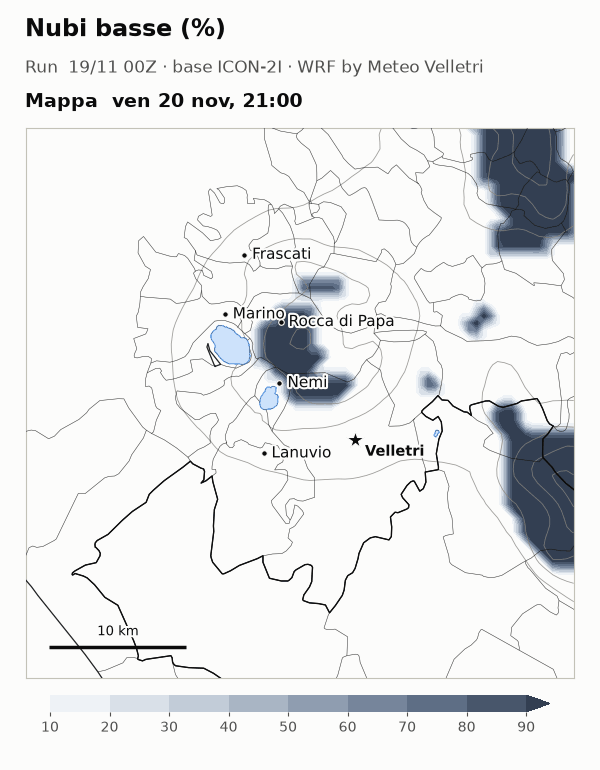 Nubi basse (%)
Run  19/11 00Z · base ICON-2I · WRF by Meteo Velletri
Mappa  ven 20 nov, 21:00
Frascati
Marino
Rocca di Papa
Nemi
Velletri
Lanuvio
10 km
10 20 30 40 50 60 70 80 90